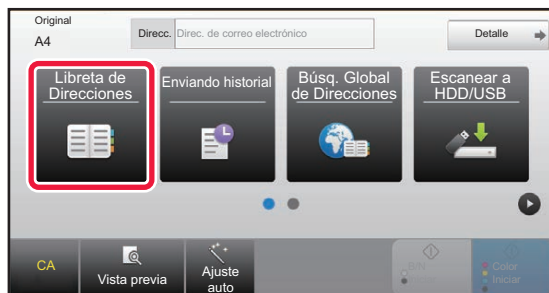 Original
A4
Direcc.
Direc. de correo electrónico
Detalle
Libreta de
Direcciones
Enviando historial
Búsq. Global
de Direcciones
Escanear a
HDD/USB
CA
Vista previa
Ajuste
auto
B/N
Iniciar
Color
Iniciar